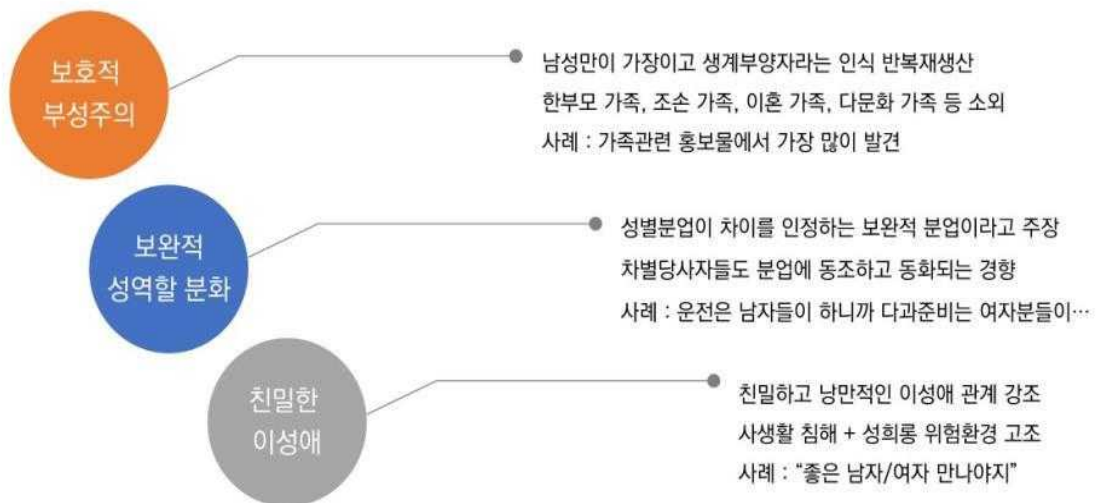 보호적
부성주의
남성만이 가장이고 생계부양자라는 인식 반복재생산
한부모 가족, 조손 가족, 이혼 가족, 다문화 가족 등 소외
사례 : 가족관련 홍보물에서 가장 많이 발견
보완적
성역할 분화
성별분업이 차이를 인정하는 보완적 분업이라고 주장
차별당사자들도 분업에 동조하고 동화되는 경향
사례 : 운전은 남자들이 하니까 다과준비는 여자분들이…
친밀한
이성애
친밀하고 낭만적인 이성애 관계 강조
사생활 침해 + 성희롱 위험환경 고조
사례 : “좋은 남자/여자 만나야지”